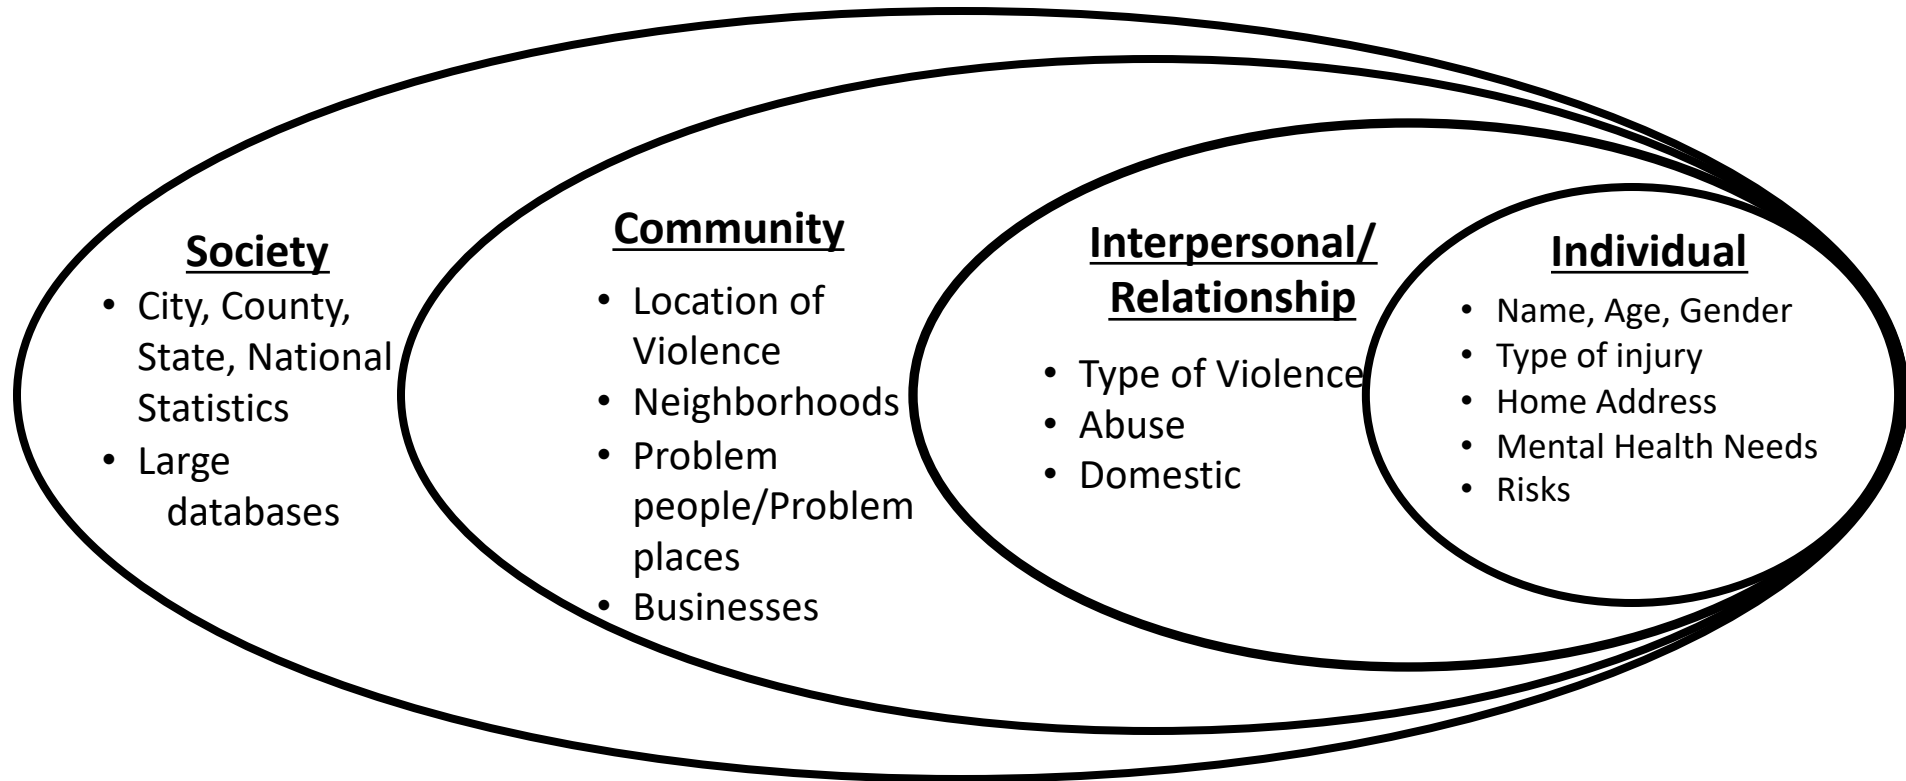 Society
• City, County,
State, National
Statistics
• Large
databases
Community
• Location of
Violence
• Neighborhoods
• Problem
people/Problem
places
• Businesses
Interpersonal/
Relationship
• Type of Violence
• Abuse
• Domestic
Individual
• Name, Age, Gender
• Type of injury
• Home Address
• Mental Health Needs
• Risks